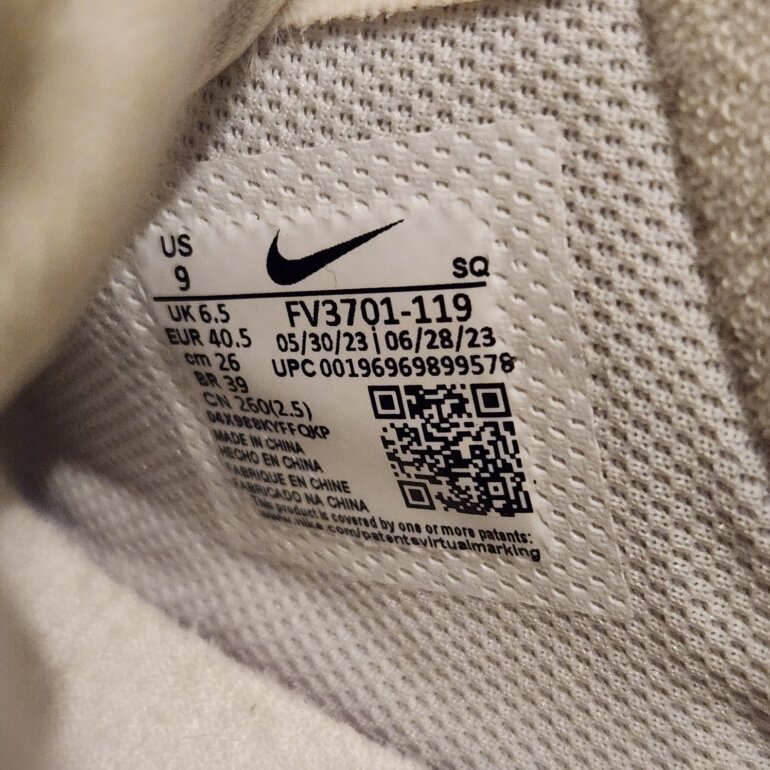 US
9
SQ
UK 6.5
FV3701-119
EUR 40.5
05/30/23 | 06/28/23
cm 26
UPC 00196969899578
BR 39
CN 260(2.5)
04X98BKYFFQKP
MADE IN CHINA
HECHO EN CHINA
FABRIQUE EN CHINE
FABRICADO NA CHINA
product is covered by one or more patents:
www.nike.com/patentsvirtualmarking